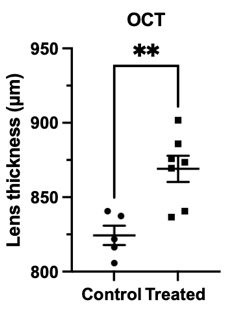 OCT
**
950
900
850
800
Lens thickness (µm)
Control Treated